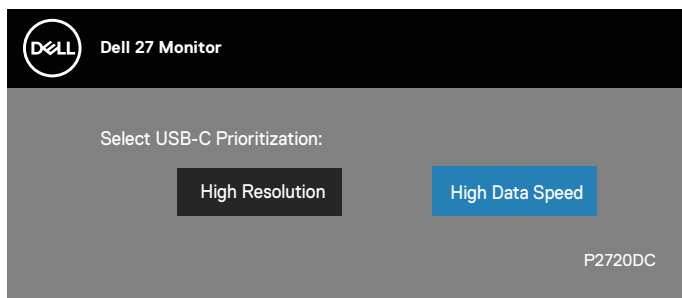 DELL
Dell 27 Monitor
Select USB-C Prioritization:
High Resolution
High Data Speed
P2720DC